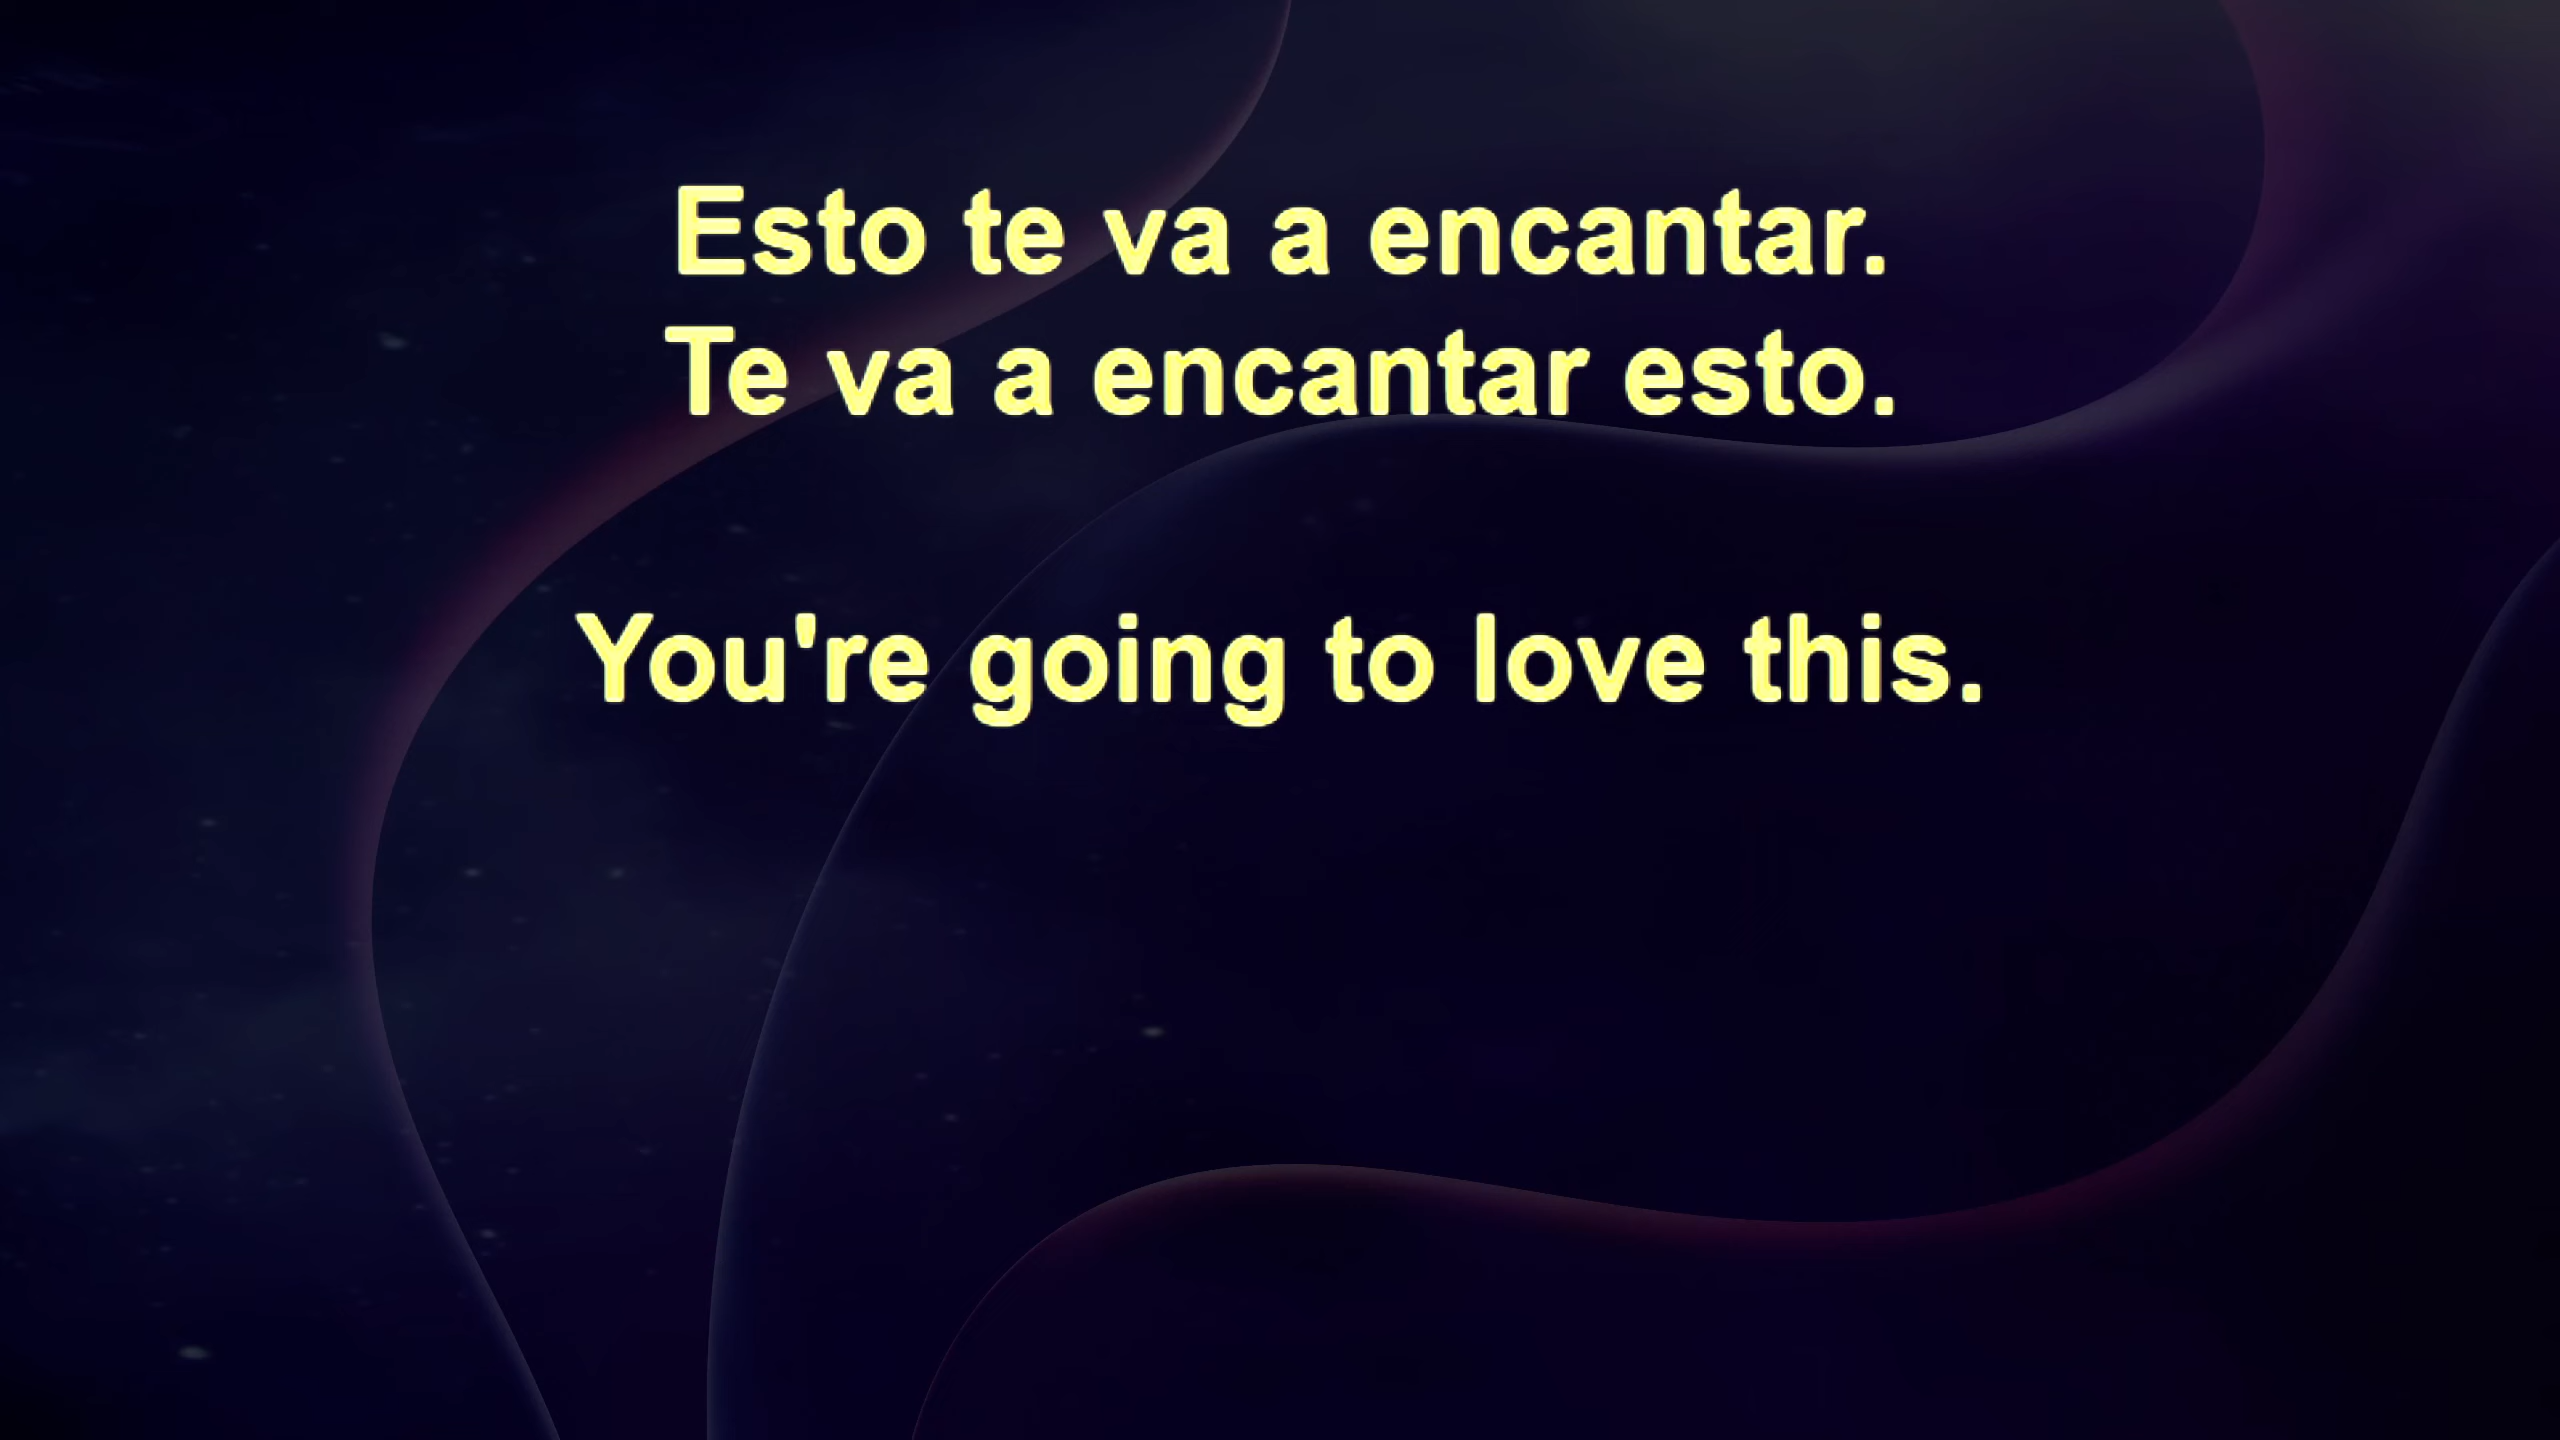 Esto te va a encantar.
Te va a encantar esto.
You're going to love this.